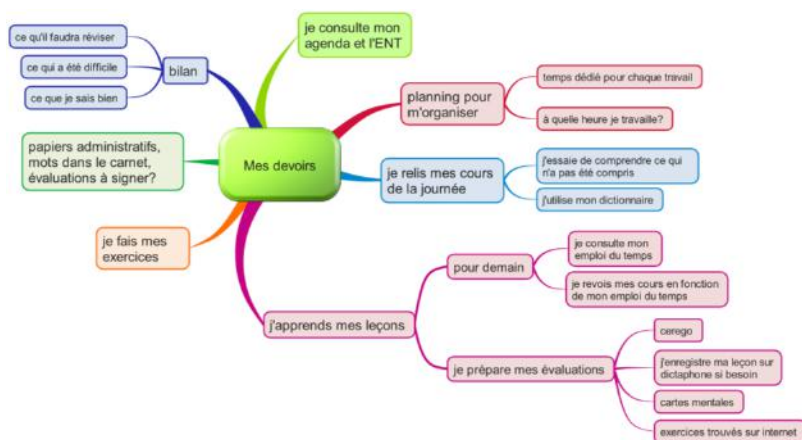 je consulte mon
agenda et l'ENT
ce qu'il faudra réviser
ce qui a été difficile
ce que je sais bien
bilan
planning pour
m'organiser
temps dédié pour chaque travail
à quelle heure je travaille?
papiers administratifs,
mots dans le carnet,
évaluations à signer?
Mes devoirs
je relis mes cours
de la journée
j'essaie de comprendre ce qui
n'a pas été compris
j'utilise mon dictionnaire
je fais mes
exercices
j'apprends mes leçons
pour demain
je consulte mon
emploi du temps
je revois mes cours en fonction
de mon emploi du temps
je prépare mes évaluations
cerego
j'enregistre ma leçon sur
dictaphone si besoin
cartes mentales
exercices trouvés sur internet